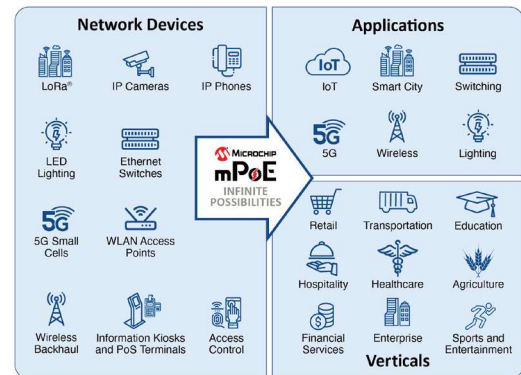 Network Devices
LoRa®
IP Cameras
IP Phones
LED
Lighting
Ethernet
Switches
5G
5G Small
Cells
WLAN Access
Points
Wireless
Backhaul
Information Kiosks
and PoS Terminals
Access
Control
MICROCHIP
mPoE
INFINITE
POSSIBILITIES
Applications
IoT
IoT
Smart City
Switching
5G
5G
Wireless
Lighting
Retail
Transportation
Education
Hospitality
Healthcare
Agriculture
Financial
Services
Enterprise
Sports and
Entertainment
Verticals